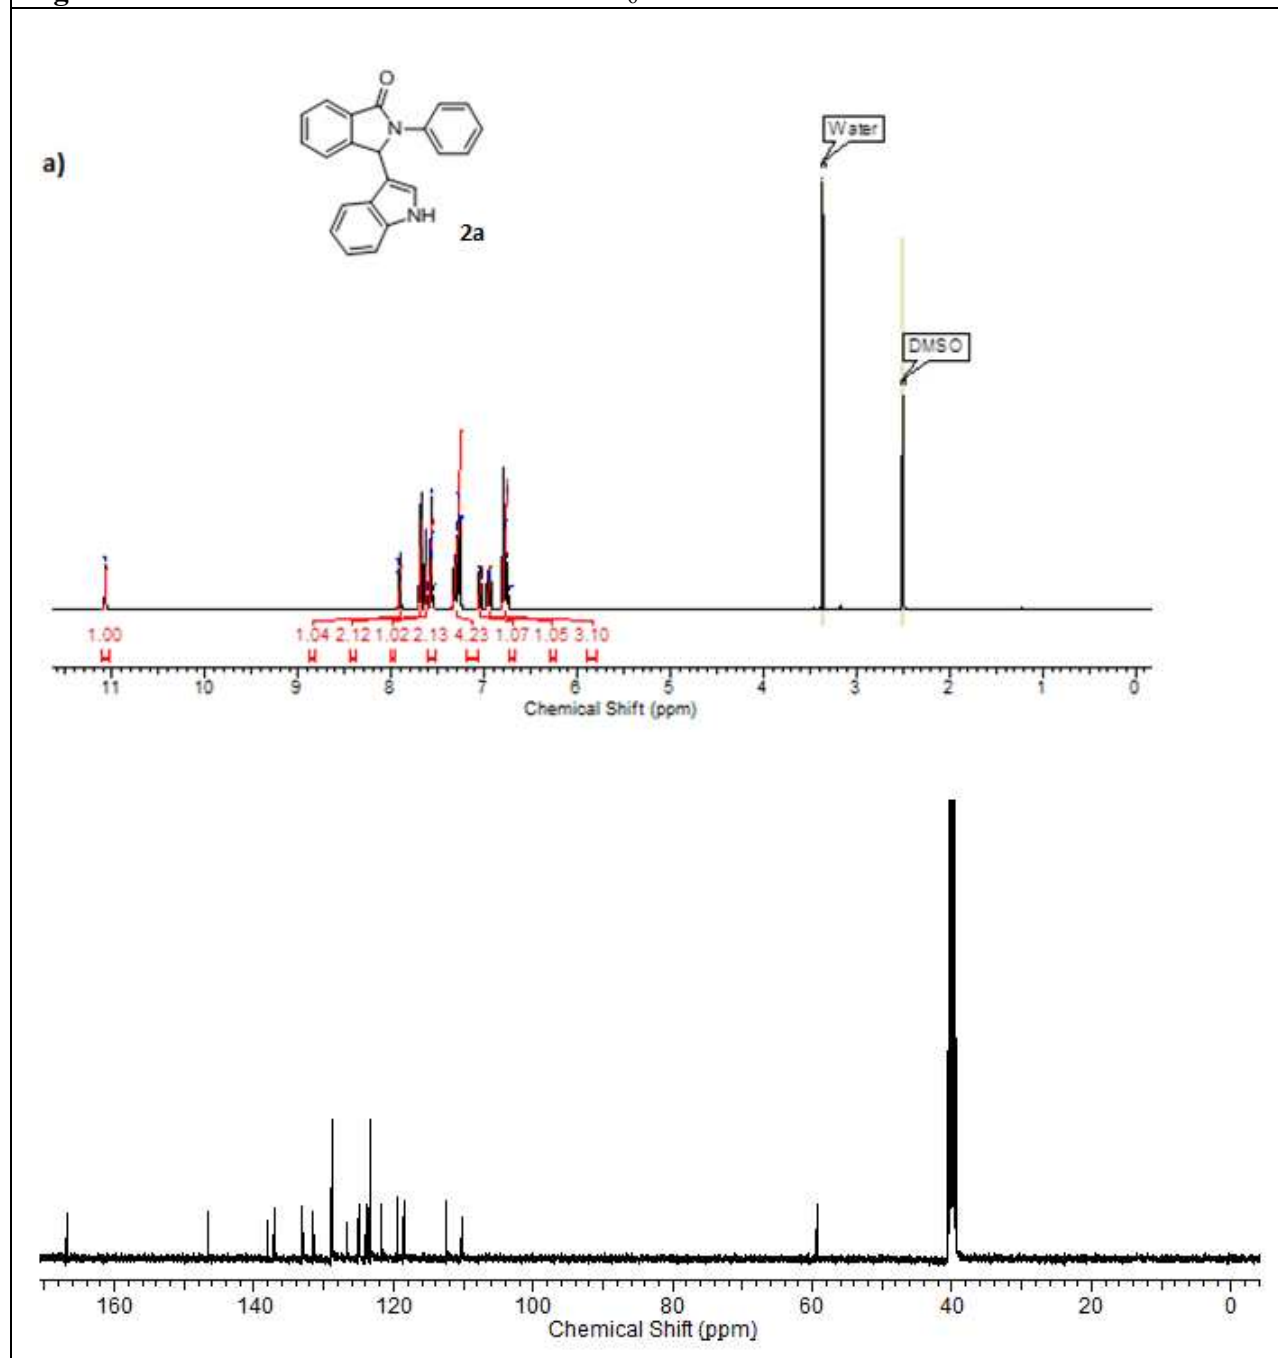 O
N
a)
NH
2a
Water
DMSO
1.00 1.04 2.12 1.02 2.13 4.23 1.07 1.05 3.10
11 10 9 8 7 6 5 4 3 2 1 0
Chemical Shift (ppm)
160 140 120 100 80 60 40 20 0
Chemical Shift (ppm)